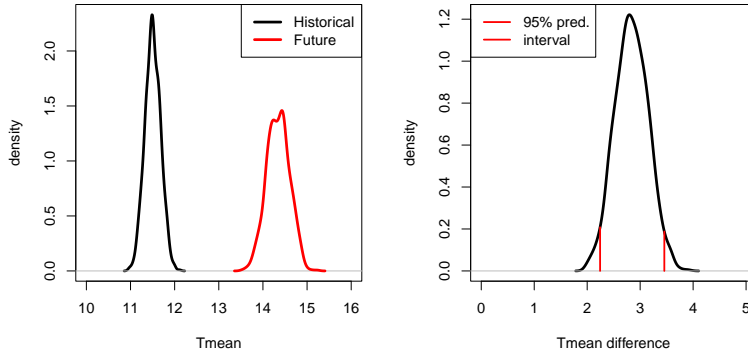 Historical
Future
density
0.0 0.5 1.0 1.5 2.0
10 11 12 13 14 15 16
Tmean
95% pred.
interval
density
0.0 0.2 0.4 0.6 0.8 1.0 1.2
0 1 2 3 4 5
Tmean difference